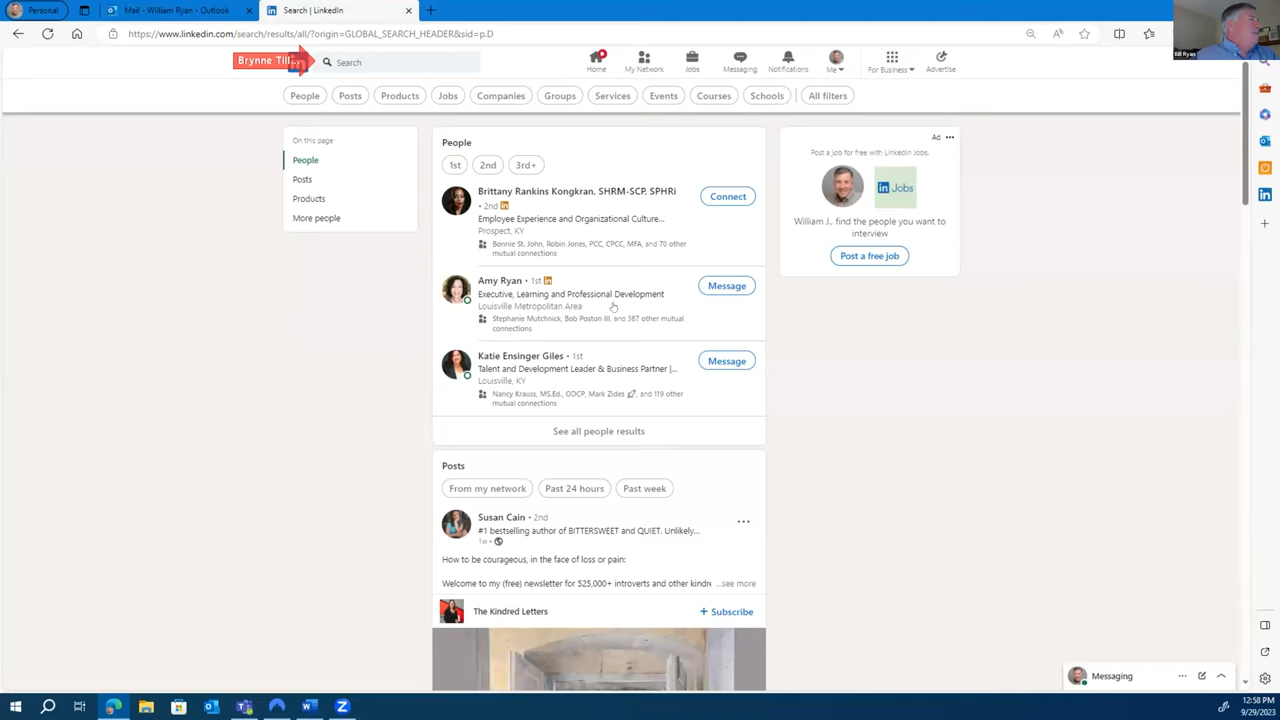 Personal
Mail - William Ryan - Outlook
Search | LinkedIn
https://www.linkedin.com/search/results/all/?origin=GLOBAL_SEARCH_HEADER&sid=p.D
Bill Ryan
Brynne Till...
in
Search
Home
My Network
Jobs
Messaging
Notifications
Me
For Business
Advertise
People
Posts
Products
Jobs
Companies
Groups
Services
Events
Courses
Schools
All filters
On this page
People
Posts
Products
More people
People
1st
2nd
3rd+
Brittany Rankins Kongkran, SHRM-SCP, SPHRi
• 2nd in
Employee Experience and Organizational Culture...
Prospect, KY
Bonnie St. John, Robin Jones, PCC, CPCC, MFA, and 70 other
mutual connections
Connect
Amy Ryan • 1st in
Executive, Learning and Professional Development
Louisville Metropolitan Area
Stephanie Mutchnick, Bob Poston III, and 387 other mutual
connections
Message
Katie Ensinger Giles • 1st
Talent and Development Leader & Business Partner |...
Louisville, KY
Nancy Krauss, MS.Ed., ODCP, Mark Zides 🚀, and 119 other
mutual connections
Message
See all people results
Posts
From my network
Past 24 hours
Past week
Susan Cain • 2nd
#1 bestselling author of BITTERSWEET and QUIET. Unlikely...
1w •
How to be courageous, in the face of loss or pain:
Welcome to my (free) newsletter for 525,000+ introverts and other kindre ...see more
The Kindred Letters
+ Subscribe
Ad •••
Post a job for free with LinkedIn Jobs.
in Jobs
William J., find the people you want to
interview
Post a free job
Messaging
12:58 PM
9/29/2023